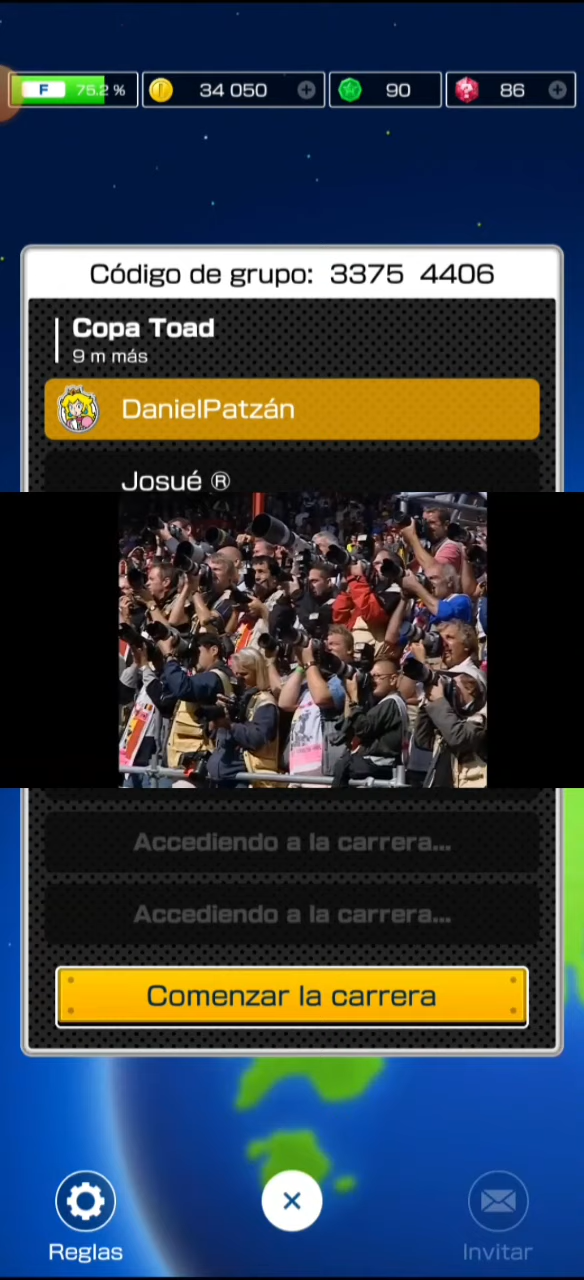 F 75.2 % 34 050 90 86
Código de grupo: 3375 4406
Copa Toad
9 m más
DanielPatzán
Josué ®
Accediendo a la carrera...
Accediendo a la carrera...
Comenzar la carrera
Reglas
Invitar